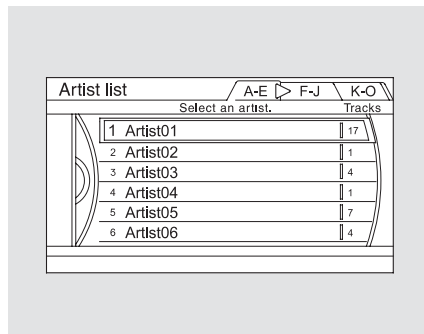 Artist list A-E F-J K-O
Select an artist. Tracks
1 Artist01 17
2 Artist02 1
3 Artist03 4
4 Artist04 1
5 Artist05 7
6 Artist06 4